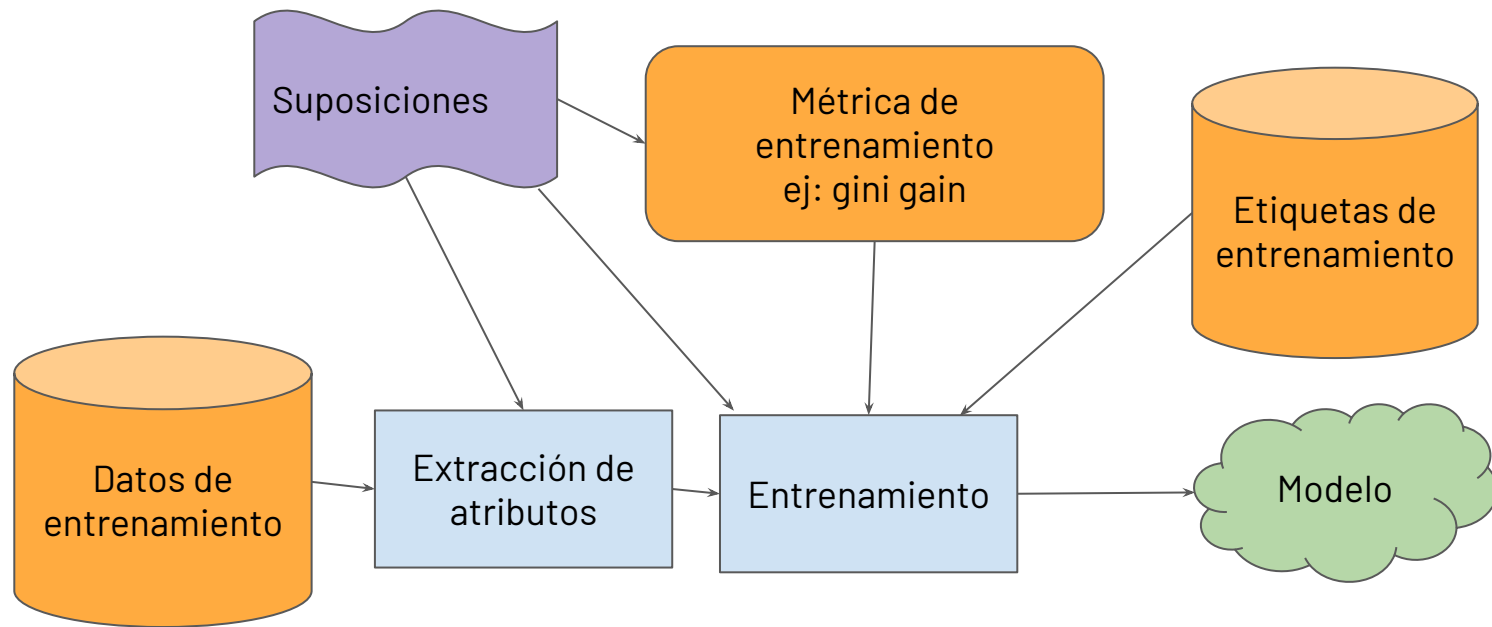 Suposiciones
Métrica de
entrenamiento
ej: gini gain
Etiquetas de
entrenamiento
Datos de
entrenamiento
Extracción de
atributos
Entrenamiento
Modelo